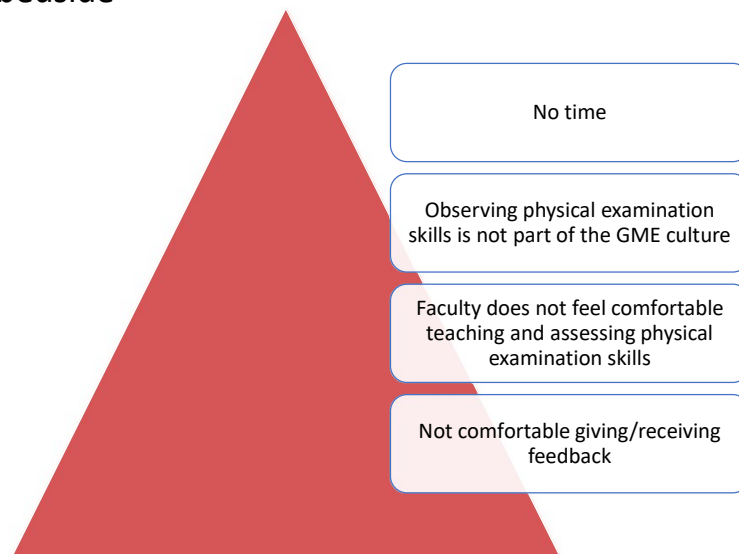 bedside
No time
Observing physical examination
skills is not part of the GME culture
Faculty does not feel comfortable
teaching and assessing physical
examination skills
Not comfortable giving/receiving
feedback